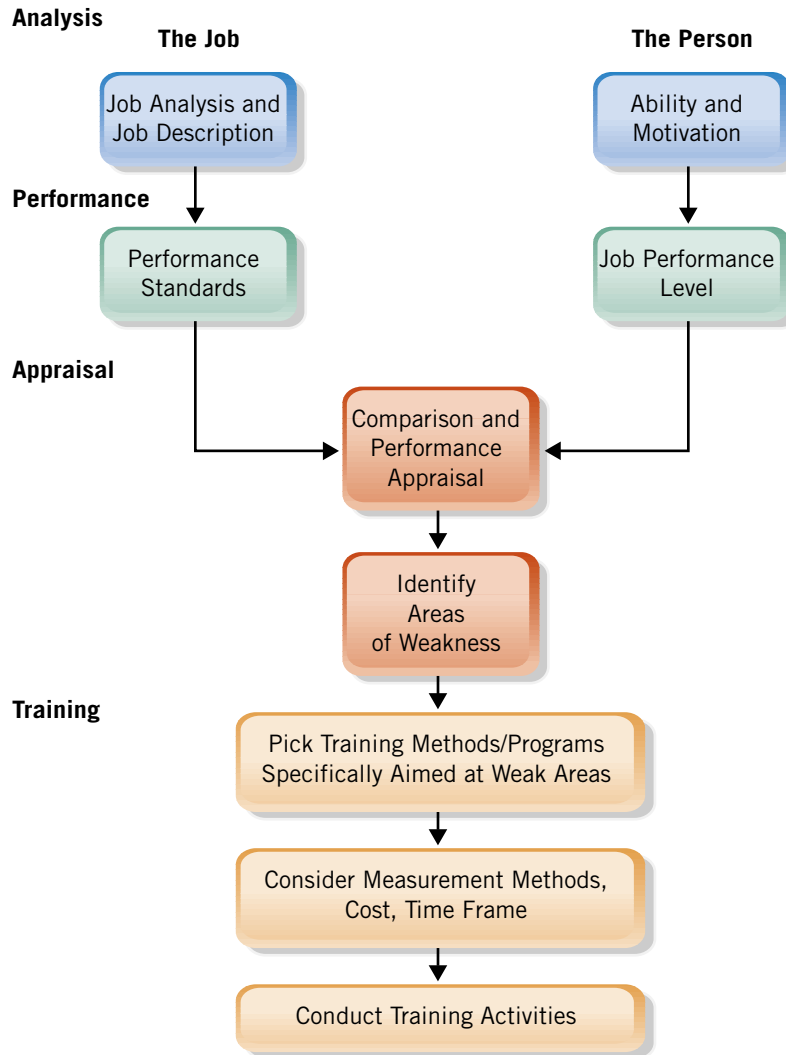 Analysis
The Job
The Person
Job Analysis and
Job Description
Ability and
Motivation
Performance
Performance
Standards
Job Performance
Level
Appraisal
Comparison and
Performance
Appraisal
Identify
Areas
of Weakness
Training
Pick Training Methods/Programs
Specifically Aimed at Weak Areas
Consider Measurement Methods,
Cost, Time Frame
Conduct Training Activities